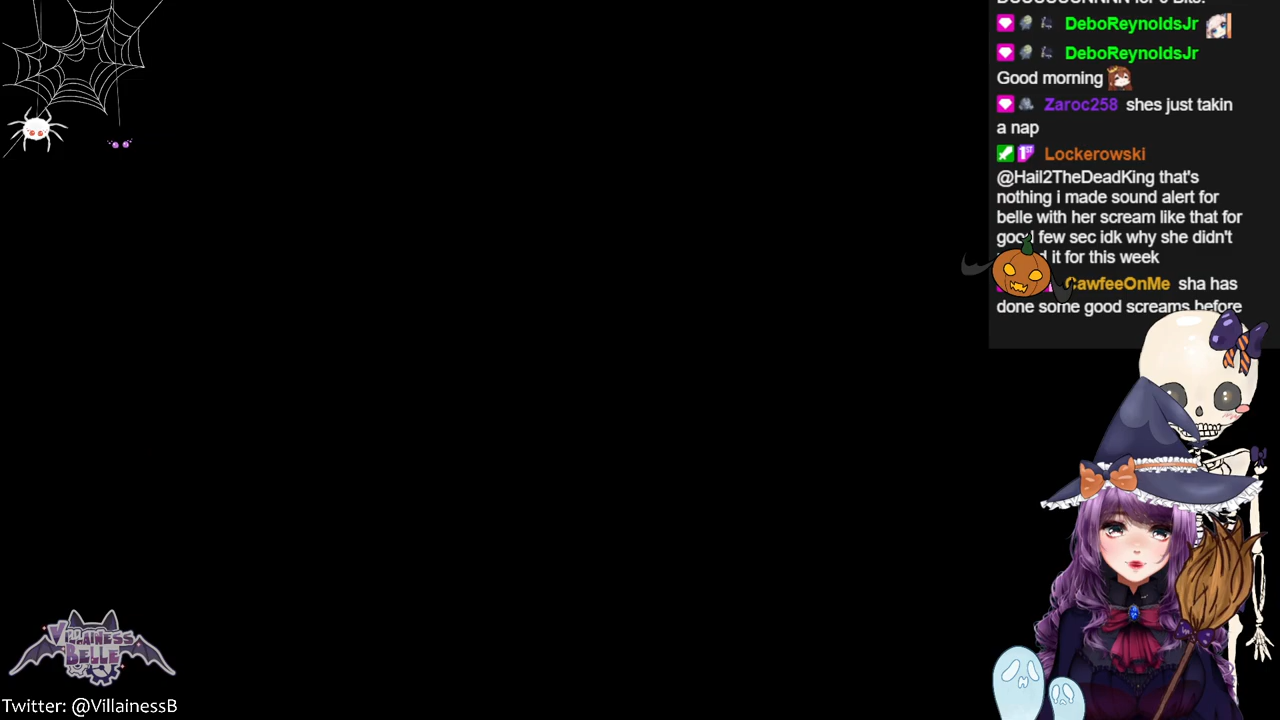 DeboReynoldsJr
DeboReynoldsJr
Good morning
Zaroc258 shes just takin
a nap
Lockerowski
@Hail2TheDeadKing that's
nothing i made sound alert for
belle with her scream like that for
good few sec idk why she didn't
it for this week
CawfeeOnMe sha has
done some good screams before
VILLAINESS
BELLE
Twitter: @VillainessB